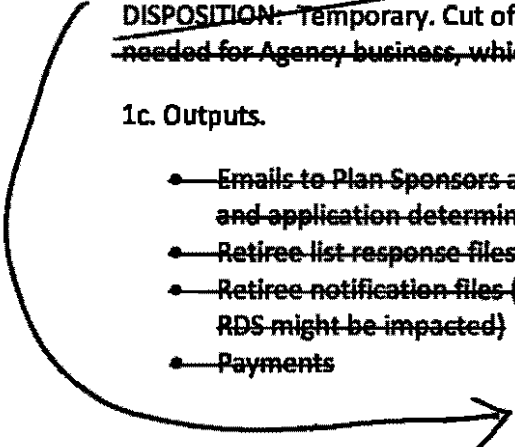 DISPOSITION: Temporary. Cut of
needed for Agency business, whi
1c. Outputs.
• Emails to Plan Sponsors a
and application determin
• Retiree list response files
• Retiree notification files (
RDS might be impacted)
• Payments